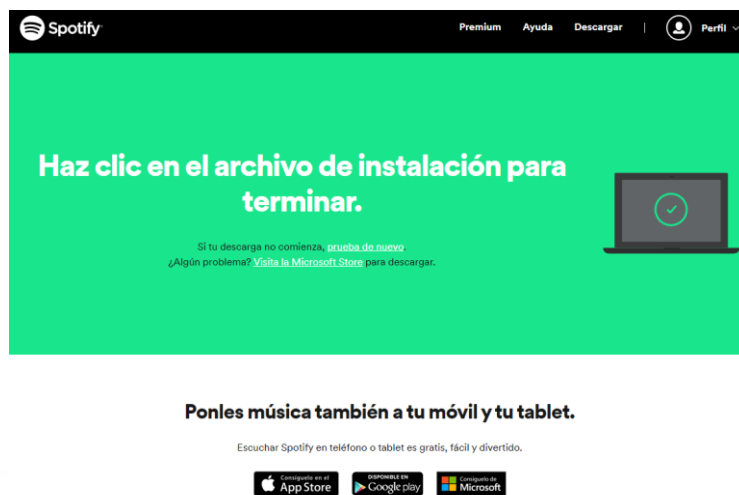 Spotify
Premium Ayuda Descargar | Perfil
Haz clic en el archivo de instalación para
terminar.
Si tu descarga no comienza, prueba de nuevo.
¿Algún problema? Visita la Microsoft Store para descargar.
Ponles música también a tu móvil y tu tablet.
Escuchar Spotify en teléfono o tablet es gratis, fácil y divertido.
Consíguelo en el
App Store
DISPONIBLE EN
Google play
Consíguelo de
Microsoft